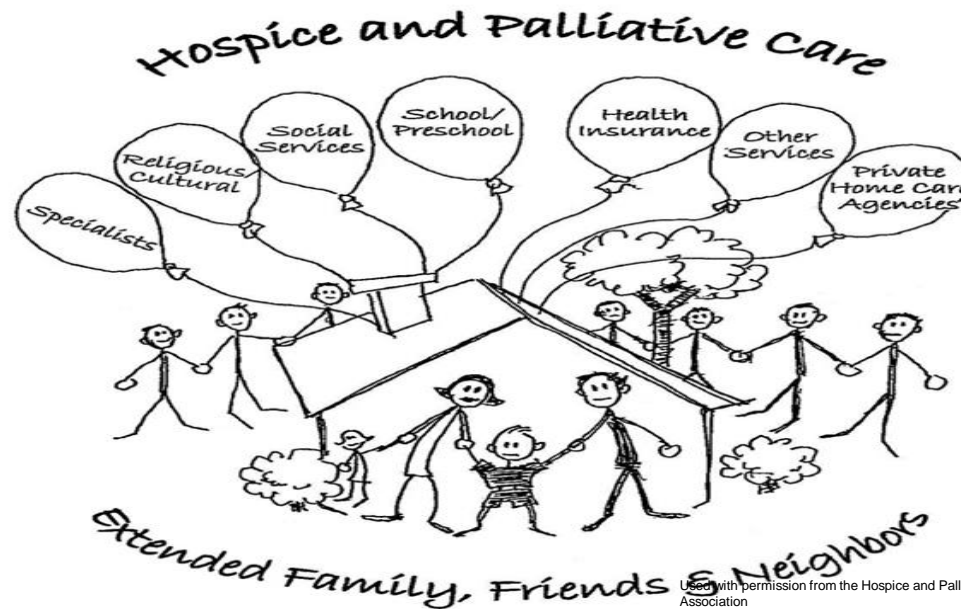 Hospice and Palliative Care
School/
Preschool
Health
Insurance
Social
Services
Other
Services
Religious
Cultural
Private
Home Care
Agencies
Specialists
Extended Family, Friends & Neighbors
Used with permission from the Hospice and Pall
Association